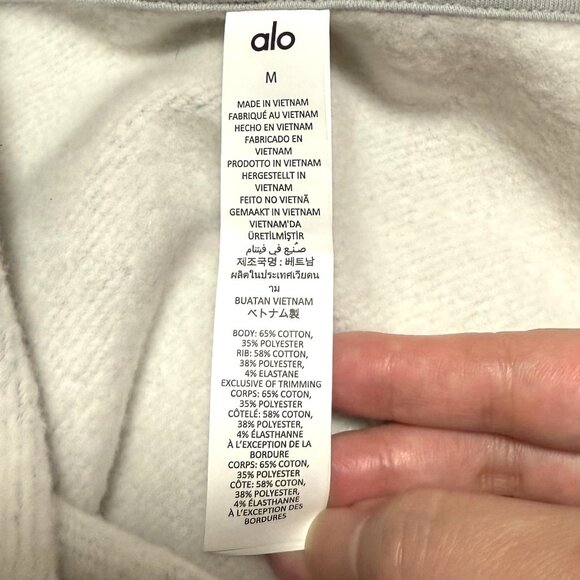 alo
M
MADE IN VIETNAM
FABRIQUÉ AU VIETNAM
HECHO EN VIETNAM
FABRICADO EN
VIETNAM
PRODOTTO IN VIETNAM
HERGESTELLT IN
VIETNAM
FEITO NO VIETNÃ
GEMAAKT IN VIETNAM
VIETNAM'DA
ÜRETİLMİŞTİR
صُنع في فيتنام
제조국명 : 베트남
ผลิตในประเทศเวียดน
าม
BUATAN VIETNAM
ベトナム製
BODY: 65% COTTON,
35% POLYESTER
RIB: 58% COTTON,
38% POLYESTER,
4% ELASTANE
EXCLUSIVE OF TRIMMING
CORPS: 65% COTON,
35% POLYESTER
CÔTELÉ: 58% COTON,
38% POLYESTER,
4% ÉLASTHANNE
À L'EXCEPTION DE LA
BORDURE
CORPS: 65% COTON,
35% POLYESTER
CÔTE: 58% COTON,
38% POLYESTER,
4% ÉLASTHANNE
À L'EXCEPTION DES
BORDURES